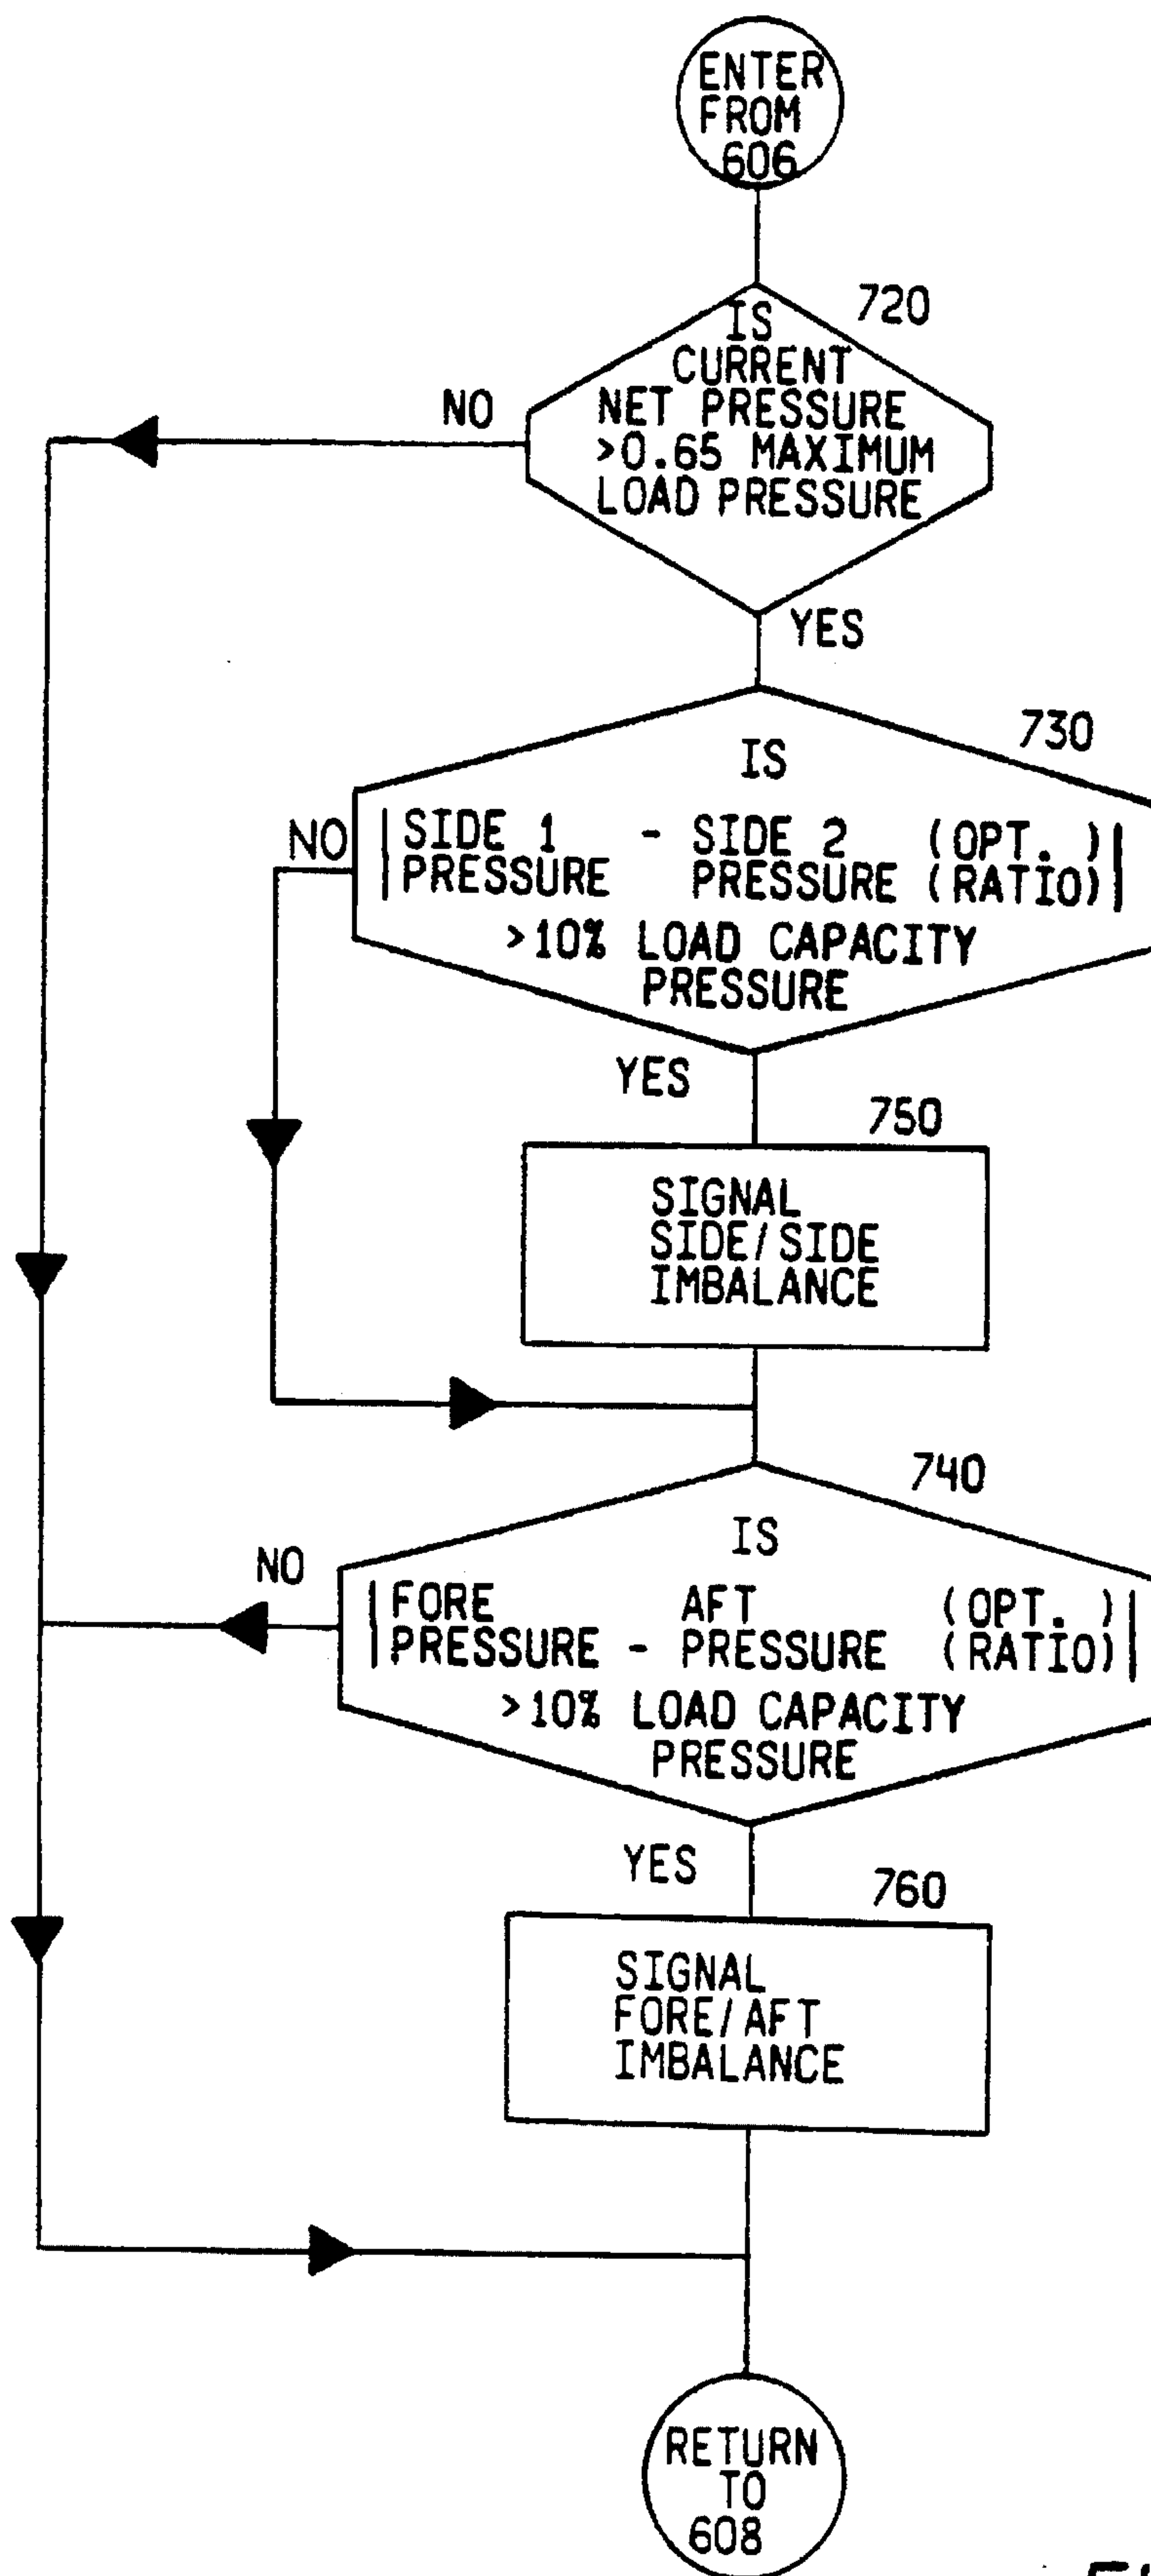 ENTER
FROM
606
720
IS
CURRENT
NET PRESSURE
>0.65 MAXIMUM
LOAD PRESSURE
NO
YES
730
IS
NO
|SIDE 1 - SIDE 2 (OPT. )|
|PRESSURE PRESSURE (RATIO)|
>10% LOAD CAPACITY
PRESSURE
YES
750
SIGNAL
SIDE/SIDE
IMBALANCE
740
IS
NO
|FORE AFT (OPT. )|
|PRESSURE - PRESSURE (RATIO)|
>10% LOAD CAPACITY
PRESSURE
YES
760
SIGNAL
FORE/AFT
IMBALANCE
RETURN
TO
608